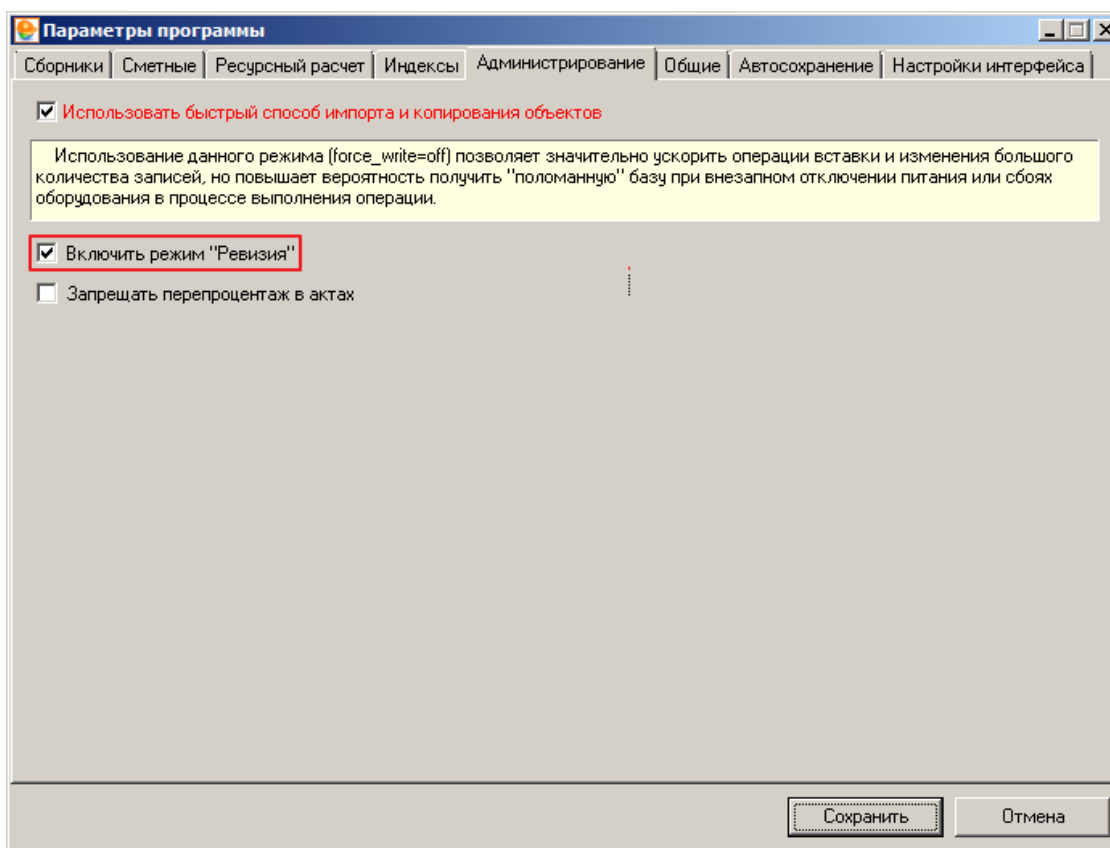 Параметры программы
Сборники Сметные Ресурсный расчет Индексы Администрирование Общие Автосохранение Настройки интерфейса
Использовать быстрый способ импорта и копирования объектов
Использование данного режима (force_write=off) позволяет значительно ускорить операции вставки и изменения большого
количества записей, но повышает вероятность получить "поломанную" базу при внезапном отключении питания или сбоях
оборудования в процессе выполнения операции.
Включить режим "Ревизия"
Запрещать перепроцентаж в актах
Сохранить Отмена